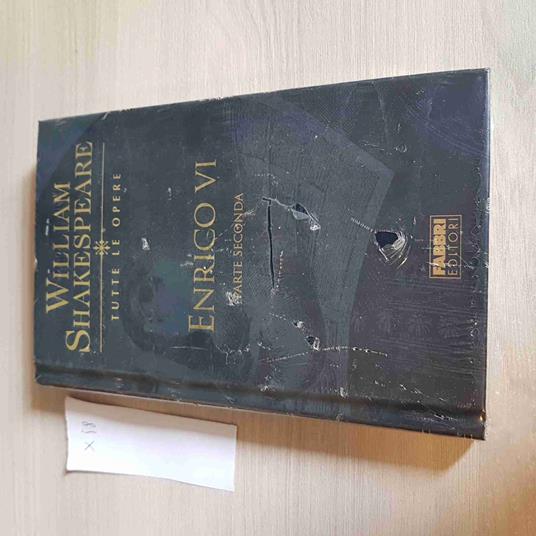 WILLIAM
SHAKESPEARE
TUTTE LE OPERE
ENRICO VI
PARTE SECONDA
FABBRI
EDITORI